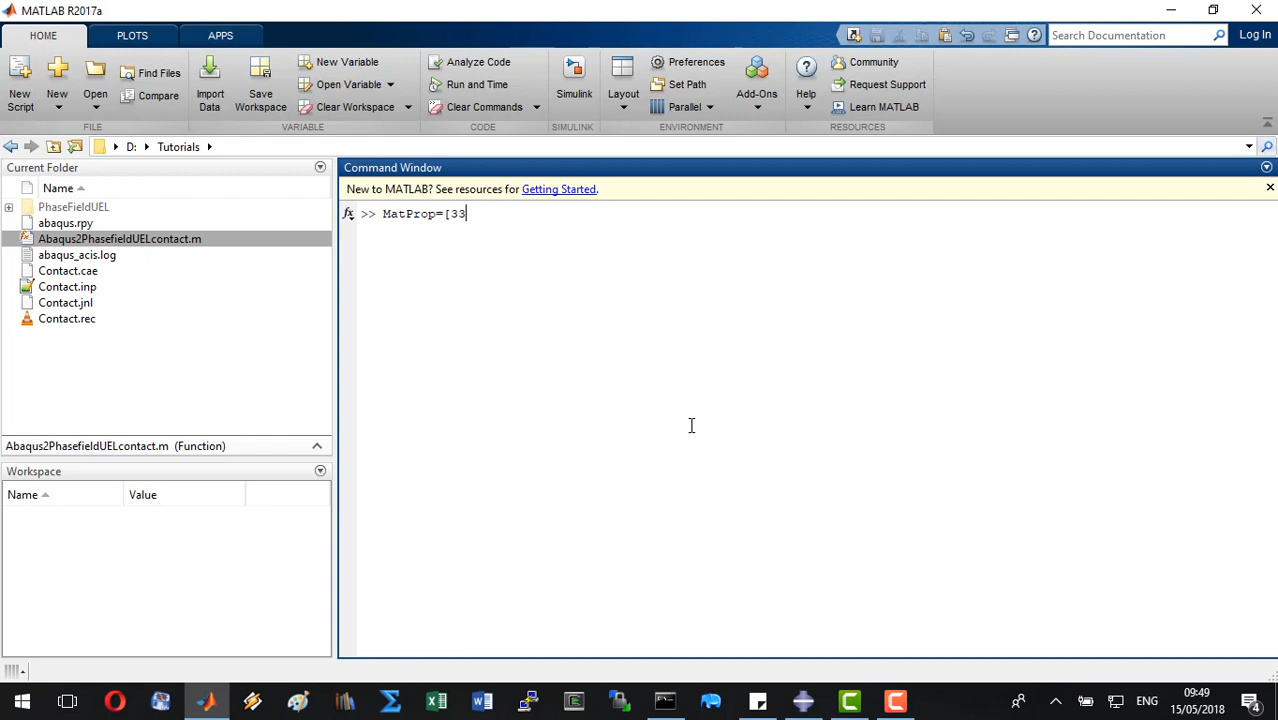 MATLAB R2017a
HOME PLOTS APPS
Search Documentation
Log In
New Script
New
Open
Find Files
Compare
FILE
Import Data
Save Workspace
New Variable
Open Variable
Clear Workspace
VARIABLE
Analyze Code
Run and Time
Clear Commands
CODE
Simulink
SIMULINK
Layout
Preferences
Set Path
Parallel
Add-Ons
ENVIRONMENT
Help
Community
Request Support
Learn MATLAB
RESOURCES
D: Tutorials
Current Folder
Name
PhaseFieldUEL
abaqus.rpy
Abaqus2PhasefieldUELcontact.m
abaqus_acis.log
Contact.cae
Contact.inp
Contact.jnl
Contact.rec
Abaqus2PhasefieldUELcontact.m (Function)
Workspace
Name Value
Command Window
New to MATLAB? See resources for Getting Started.
fx >> MatProp=[33
ENG
09:49
15/05/2018
4